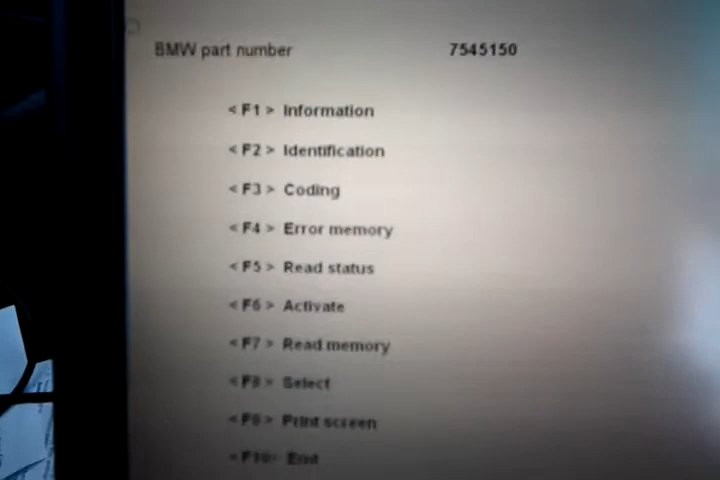 BMW part number 7545150
< F1 > Information
< F2 > Identification
< F3 > Coding
< F4 > Error memory
< F5 > Read status
< F6 > Activate
< F7 > Read memory
< F8 > Select
< F9 > Print screen
< F10> End